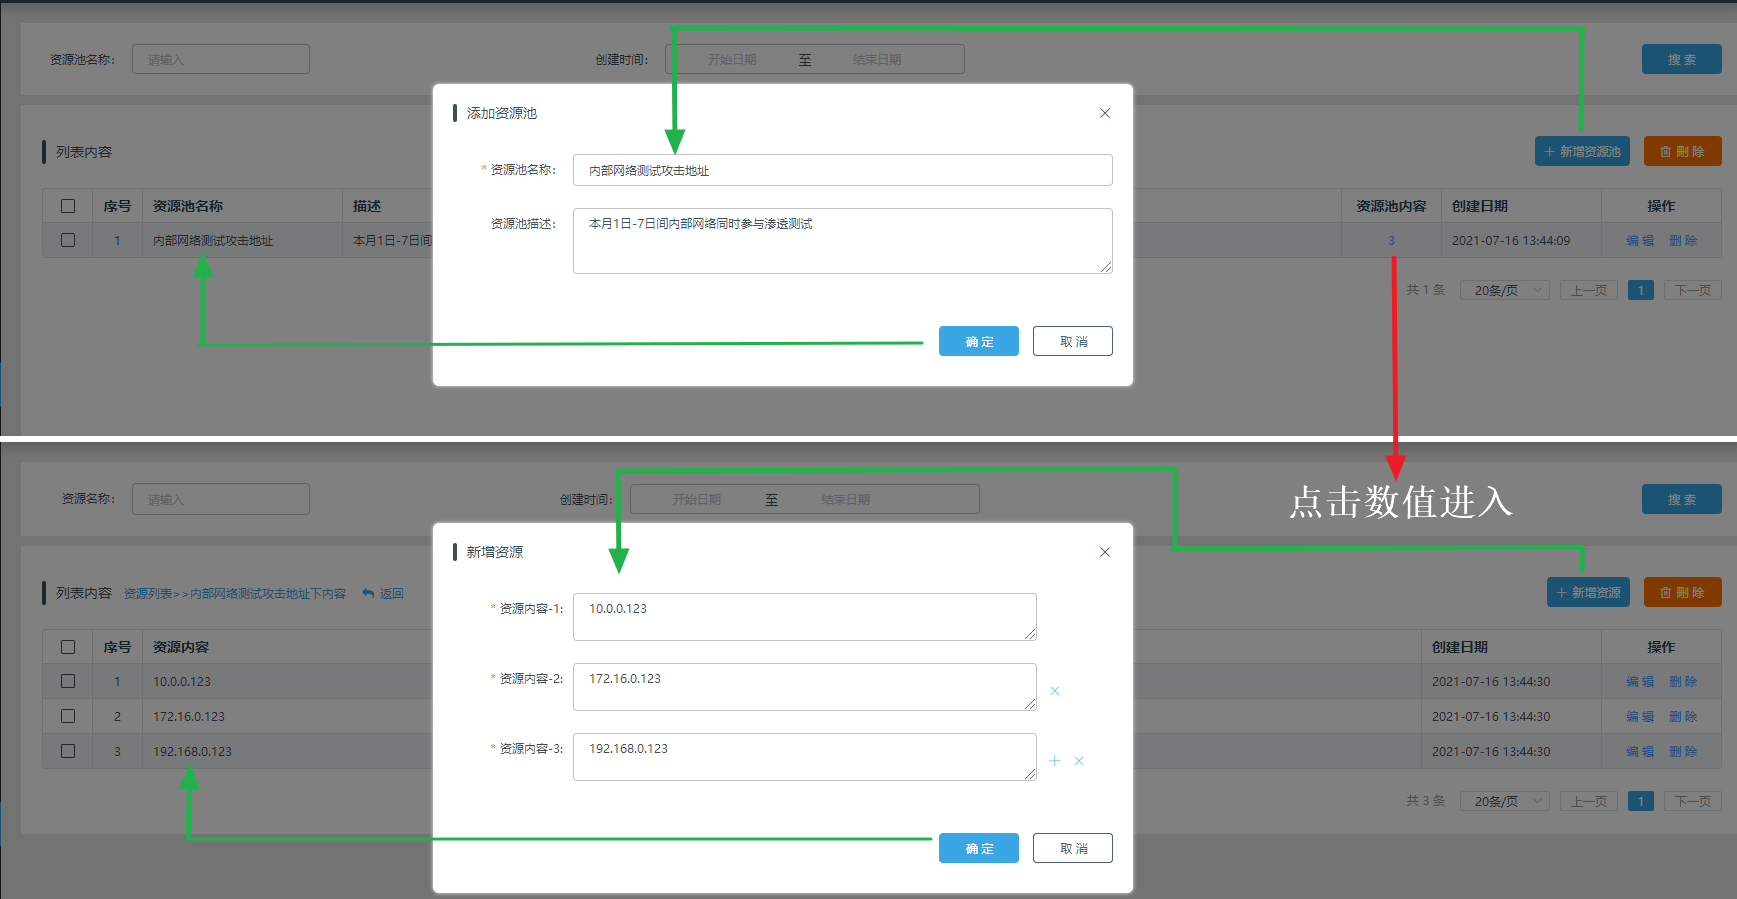 资源池名称: 请输入 创建时间: 开始日期 至 结束日期 搜 索
添加资源池
列表内容 新增资源池 删 除
* 资源池名称: 内部网络测试攻击地址
序号 资源池名称 描述 资源池内容 创建日期 操作
资源池描述: 本月1日-7日间内部网络同时参与渗透测试
1 内部网络测试攻击地址 本月1日-7日间 3 2021-07-16 13:44:09 编 辑 删 除
共 1 条 20条/页 上一页 1 下一页
确 定 取 消
点击数值进入
资源名称: 请输入 创建时间: 开始日期 至 结束日期 搜 索
新增资源
列表内容 资源列表>>内部网络测试攻击地址下内容 返回 新增资源 删 除
* 资源内容-1: 10.0.0.123
序号 资源内容 创建日期 操作
* 资源内容-2: 172.16.0.123
1 10.0.0.123 2021-07-16 13:44:30 编 辑 删 除
2 172.16.0.123 2021-07-16 13:44:30 编 辑 删 除
* 资源内容-3: 192.168.0.123
3 192.168.0.123 2021-07-16 13:44:30 编 辑 删 除
共 3 条 20条/页 上一页 1 下一页
确 定 取 消